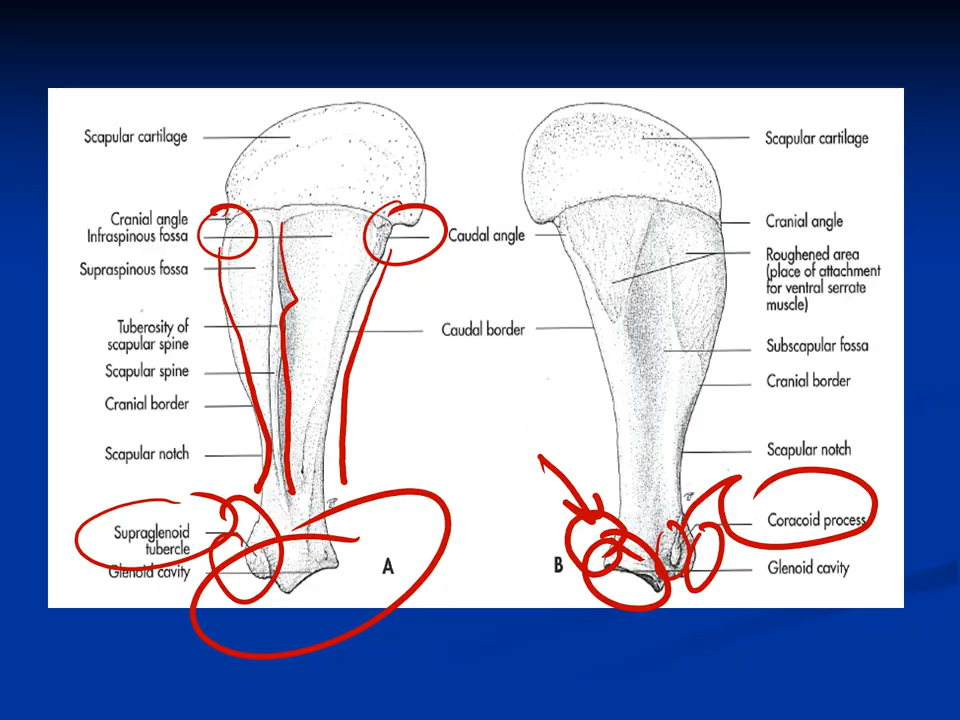 Scapular cartilage
Cranial angle
Infraspinous fossa
Supraspinous fossa
Tuberosity of
scapular spine
Scapular spine
Cranial border
Scapular notch
Supraglenoid
tubercle
Glenoid cavity
A
Caudal angle
Caudal border
B
Scapular cartilage
Cranial angle
Roughened area
(place of attachment
for ventral serrate
muscle)
Subscapular fossa
Cranial border
Scapular notch
Coracoid process
Glenoid cavity